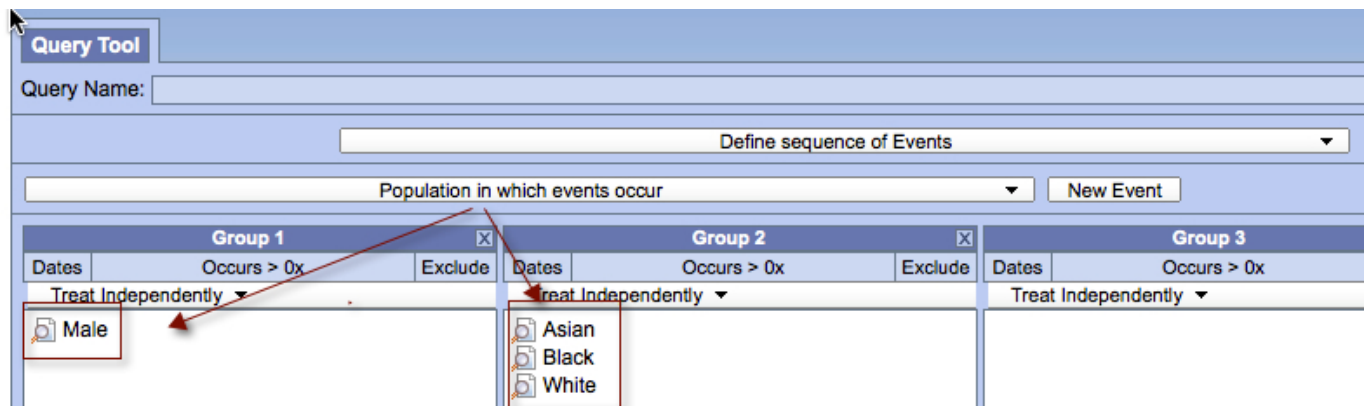 Query Tool
Query Name:
Define sequence of Events
Population in which events occur New Event
Group 1 X Group 2 X Group 3
Dates Occurs > 0x Exclude Dates Occurs > 0x Exclude Dates Occurs > 0x
Treat Independently Treat Independently Treat Independently
Male Asian
Black
White